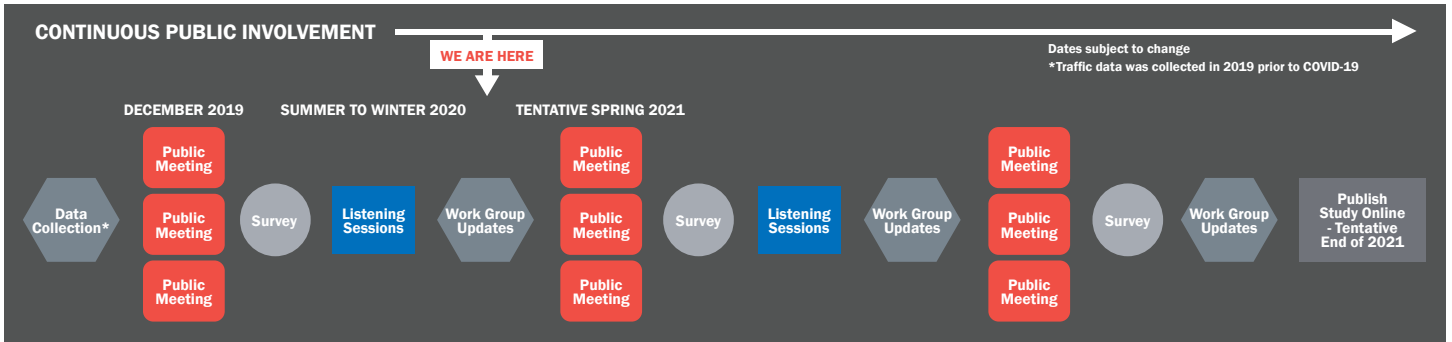 CONTINUOUS PUBLIC INVOLVEMENT
WE ARE HERE
Dates subject to change
*Traffic data was collected in 2019 prior to COVID-19
DECEMBER 2019
SUMMER TO WINTER 2020
TENTATIVE SPRING 2021
Data
Collection*
Public
Meeting
Public
Meeting
Public
Meeting
Survey
Listening
Sessions
Work Group
Updates
Public
Meeting
Public
Meeting
Public
Meeting
Survey
Listening
Sessions
Work Group
Updates
Public
Meeting
Public
Meeting
Public
Meeting
Survey
Work Group
Updates
Publish
Study Online
- Tentative
End of 2021